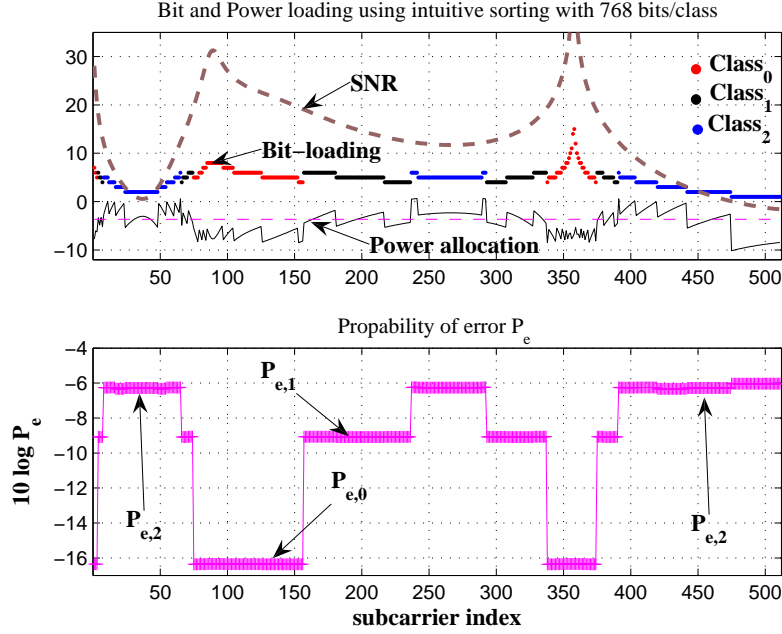 Bit and Power loading using intuitive sorting with 768 bits/class
30
20
10
0
−10
SNR
Bit−loading
Power allocation
Class0
Class1
Class2
0 50 100 150 200 250 300 350 400 450 500
Propability of error Pe
−4
−6
−8
−10
−12
−14
−16
10 log Pe
Pe,2
Pe,1
Pe,0
Pe,2
0 50 100 150 200 250 300 350 400 450 500
subcarrier index